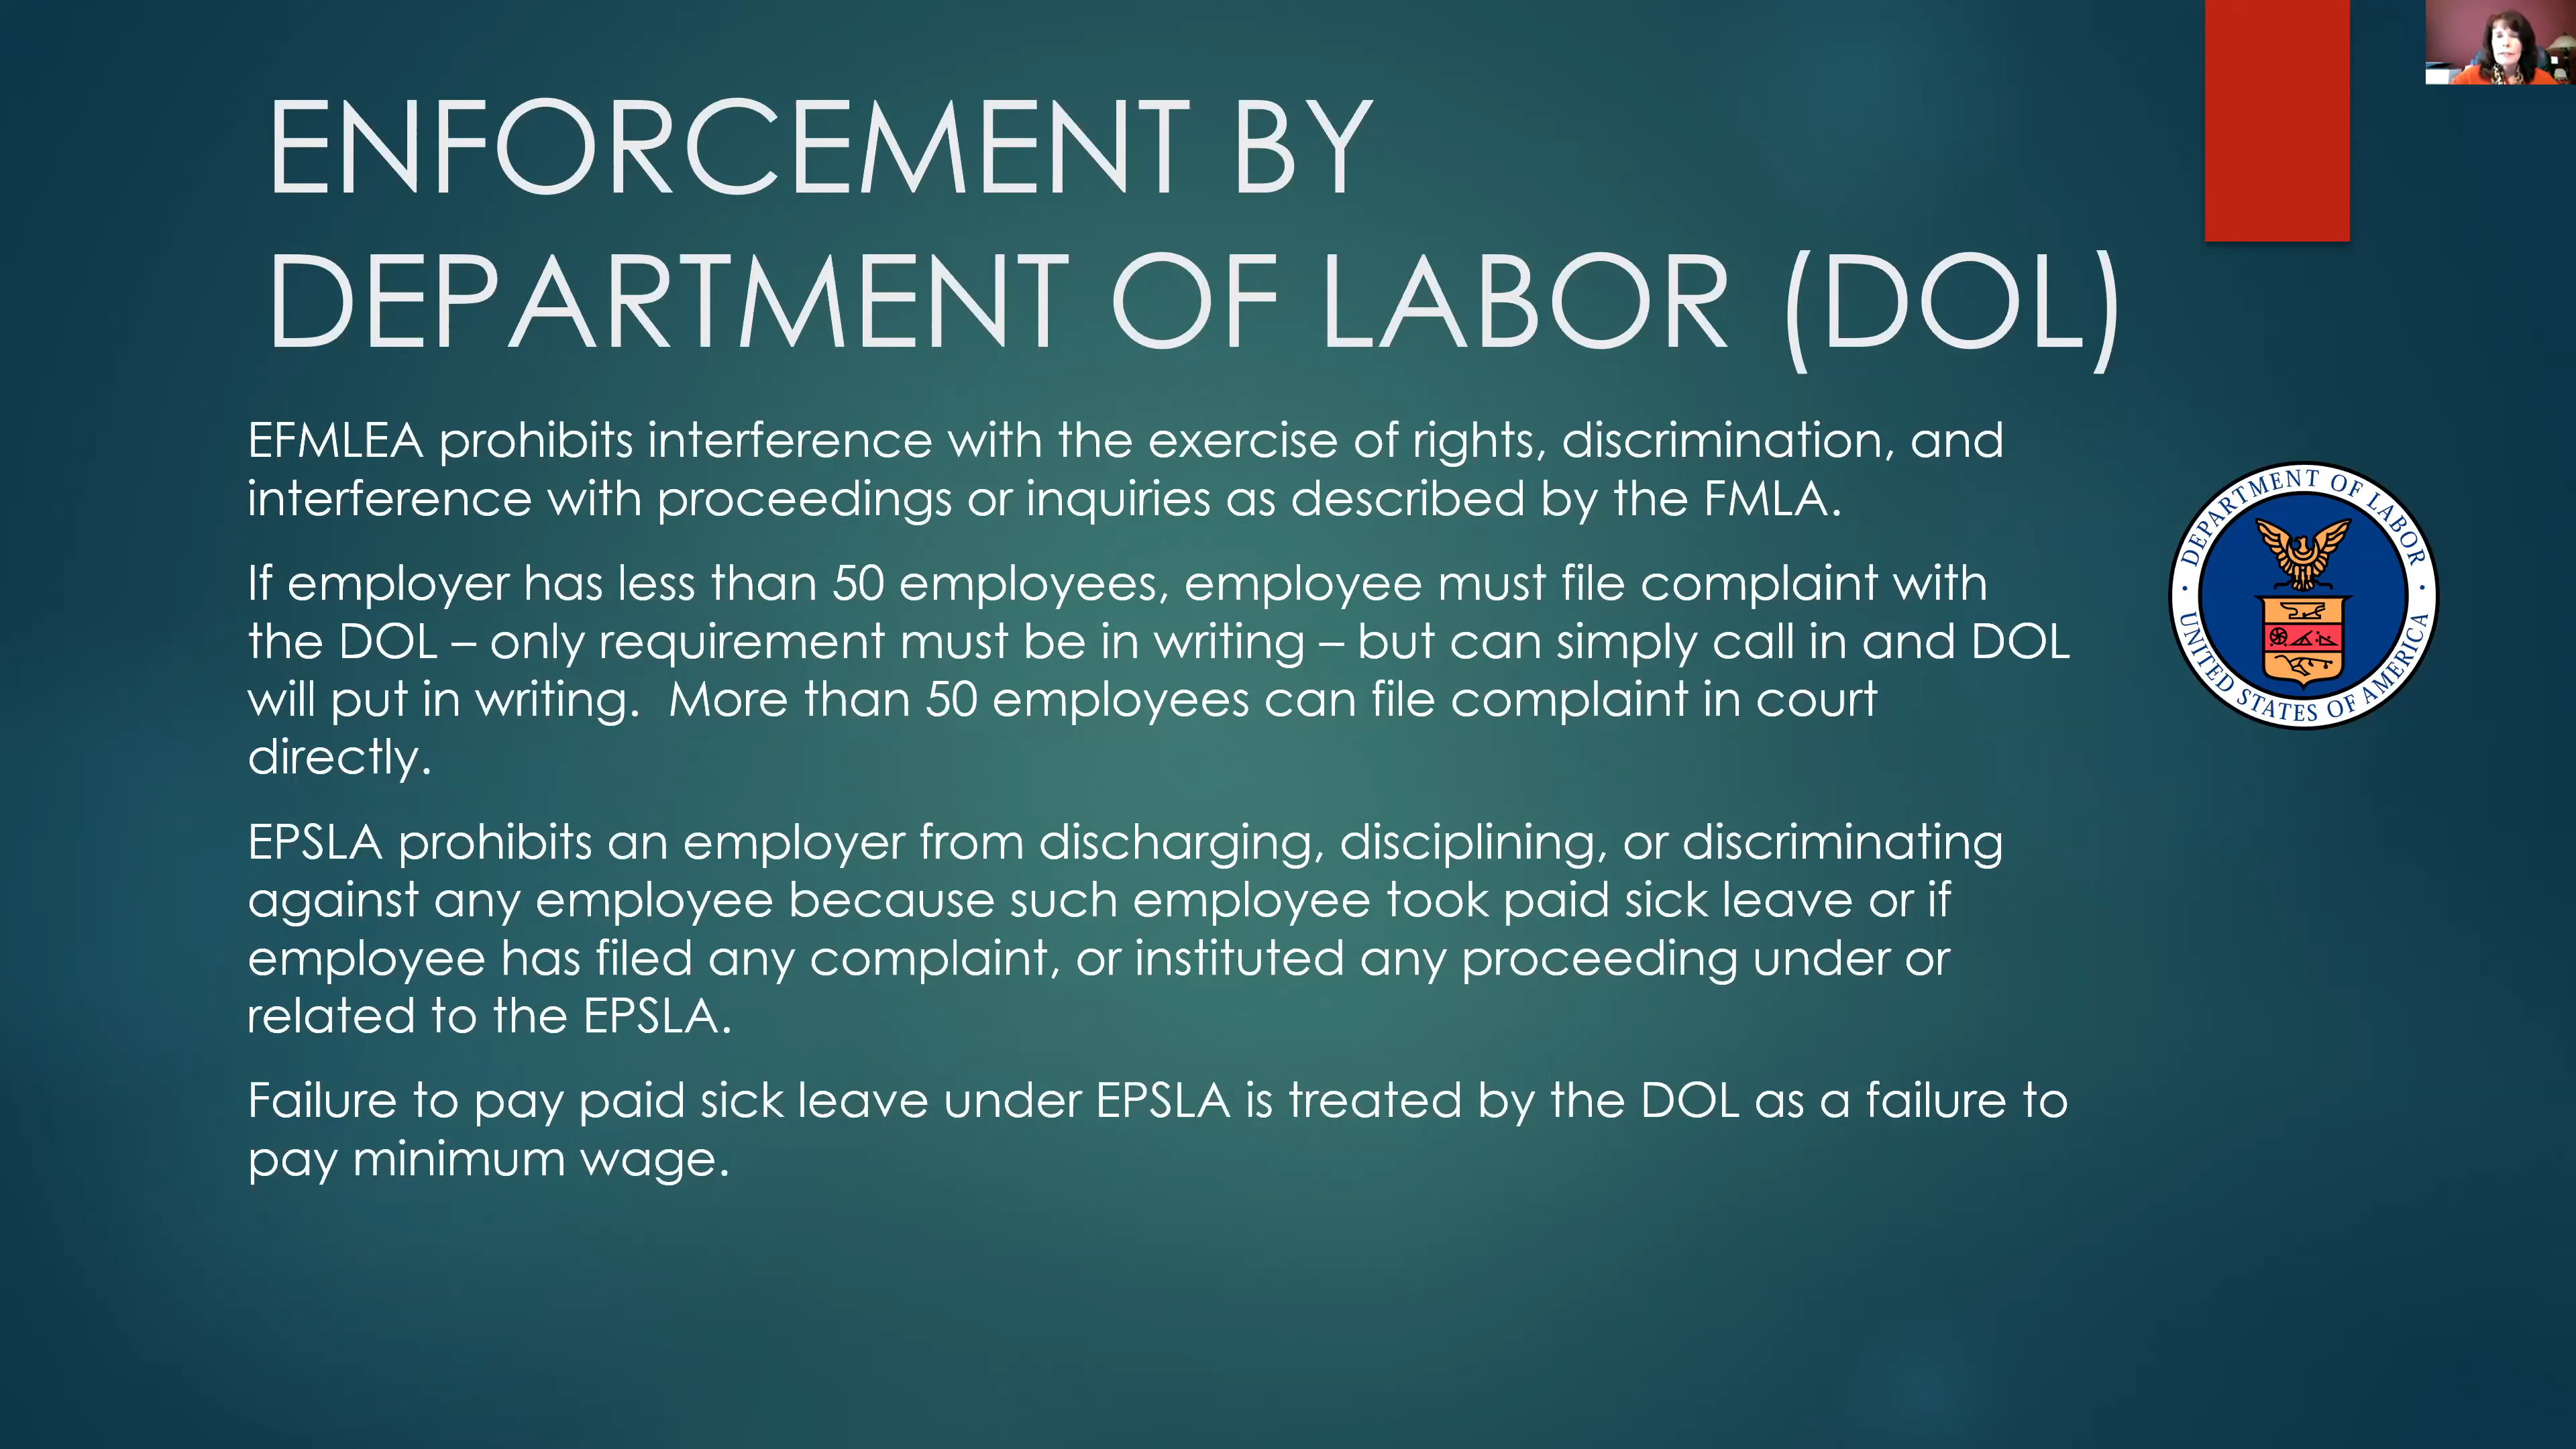 ENFORCEMENT BY
DEPARTMENT OF LABOR (DOL)
EFMLEA prohibits interference with the exercise of rights, discrimination, and
interference with proceedings or inquiries as described by the FMLA.
If employer has less than 50 employees, employee must file complaint with
the DOL – only requirement must be in writing – but can simply call in and DOL
will put in writing.  More than 50 employees can file complaint in court
directly.
EPSLA prohibits an employer from discharging, disciplining, or discriminating
against any employee because such employee took paid sick leave or if
employee has filed any complaint, or instituted any proceeding under or
related to the EPSLA.
Failure to pay paid sick leave under EPSLA is treated by the DOL as a failure to
pay minimum wage.
DEPARTMENT OF LABOR
UNITED STATES OF AMERICA